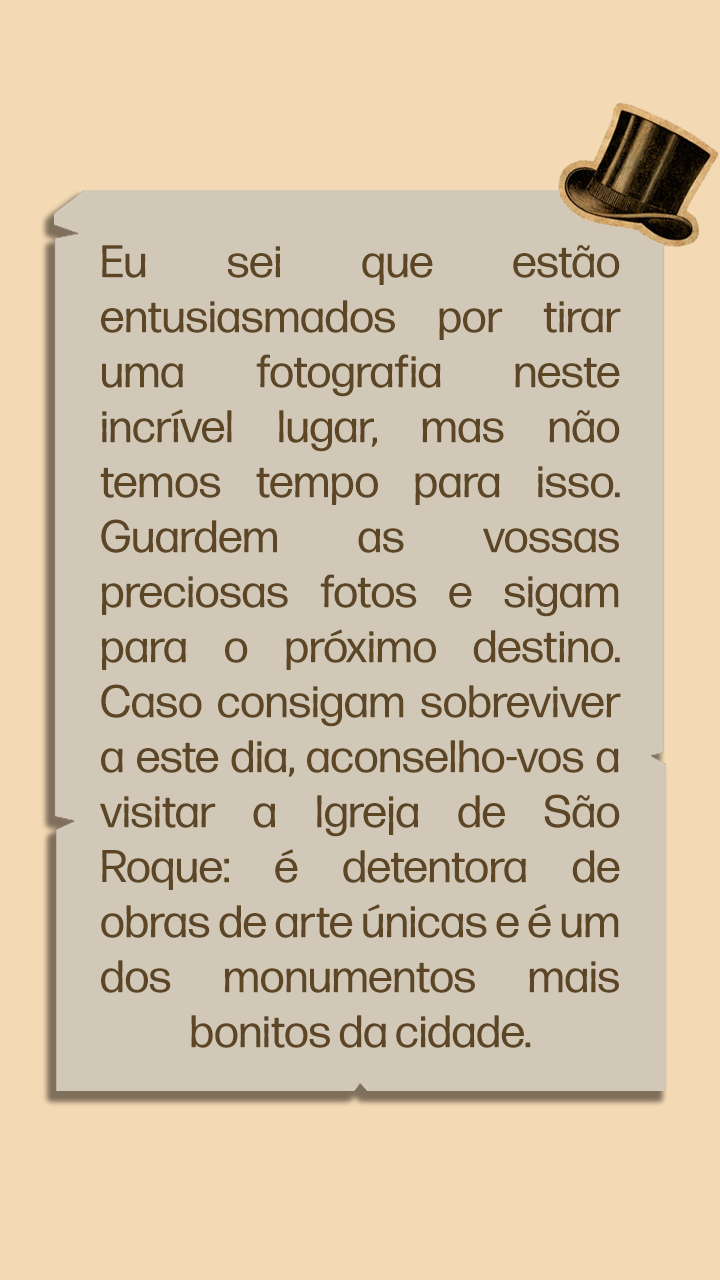 Eu sei que estão
entusiasmados por tirar
uma fotografia neste
incrível lugar, mas não
temos tempo para isso.
Guardem as vossas
preciosas fotos e sigam
para o próximo destino.
Caso consigam sobreviver
a este dia, aconselho-vos a
visitar a Igreja de São
Roque: é detentora de
obras de arte únicas e é um
dos monumentos mais
bonitos da cidade.